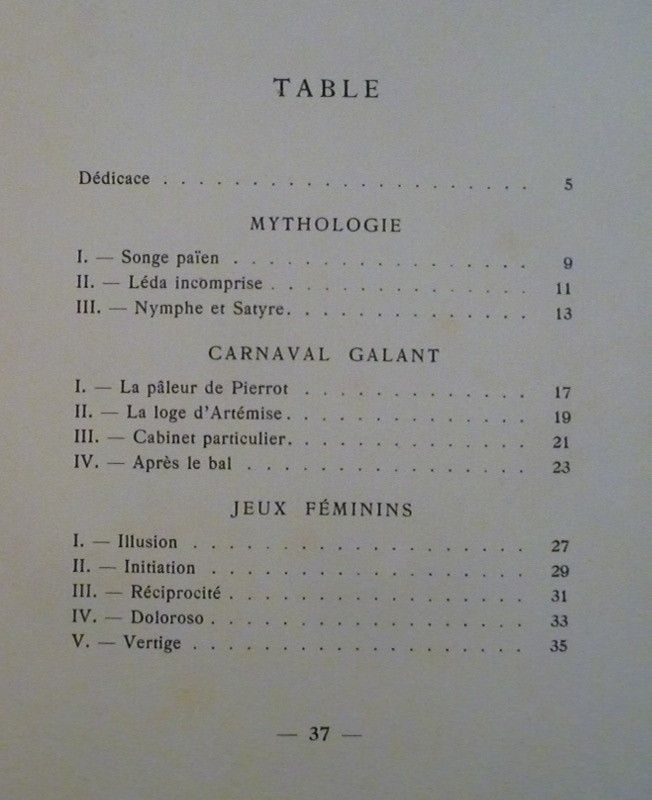 TABLE
Dédicace . . . . . . . . . . . . . . . . . . . . . 5
MYTHOLOGIE
I. — Songe païen . . . . . . . . . . . . . . . . . 9
II. — Léda incomprise . . . . . . . . . . . . . . . 11
III. — Nymphe et Satyre. . . . . . . . . . . . . . 13
CARNAVAL GALANT
I. — La pâleur de Pierrot . . . . . . . . . . . . . 17
II. — La loge d'Artémise . . . . . . . . . . . . . . 19
III. — Cabinet particulier. . . . . . . . . . . . . . 21
IV. — Après le bal . . . . . . . . . . . . . . . . 23
JEUX FÉMININS
I. — Illusion . . . . . . . . . . . . . . . . . . . 27
II. — Initiation . . . . . . . . . . . . . . . . . . 29
III. — Réciprocité . . . . . . . . . . . . . . . . . 31
IV. — Doloroso . . . . . . . . . . . . . . . . . . 33
V. — Vertige . . . . . . . . . . . . . . . . . . . 35
— 37 —